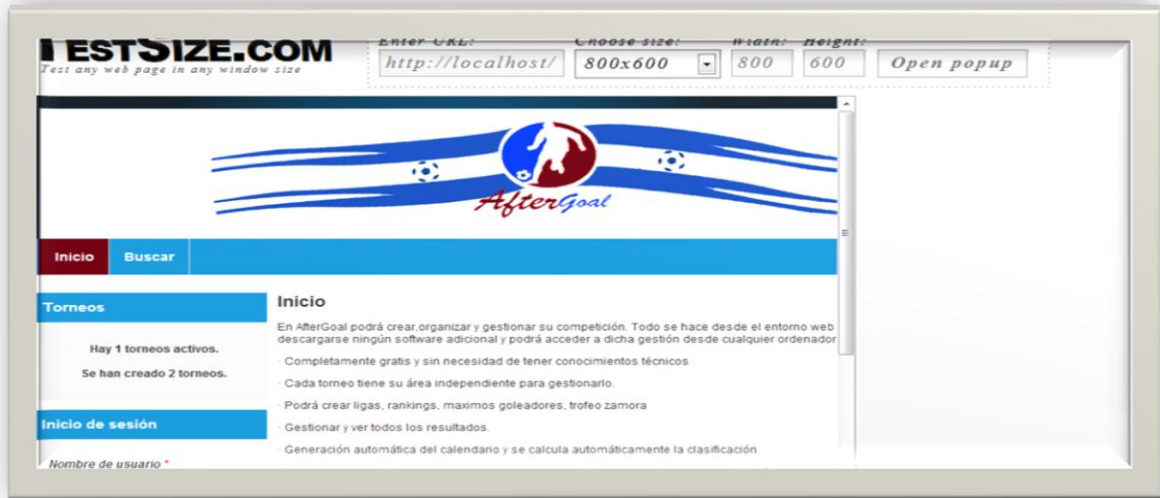 TESTSIZE.COM
Test any web page in any window size
Enter URL: Choose size: Width: Height:
http://localhost/ 800x600 800 600 Open popup
AfterGoal
Inicio Buscar
Torneos
Hay 1 torneos activos.
Se han creado 2 torneos.
Inicio de sesión
Nombre de usuario *
Inicio
En AfterGoal podrá crear,organizar y gestionar su competición. Todo se hace desde el entorno web
descargarse ningún software adicional y podrá acceder a dicha gestión desde cualquier ordenador
· Completamente gratis y sin necesidad de tener conocimientos técnicos
· Cada torneo tiene su área independiente para gestionarlo.
· Podrá crear ligas, rankings, maximos goleadores, trofeo zamora
· Gestionar y ver todos los resultados.
· Generación automática del calendario y se calcula automáticamente la clasificación